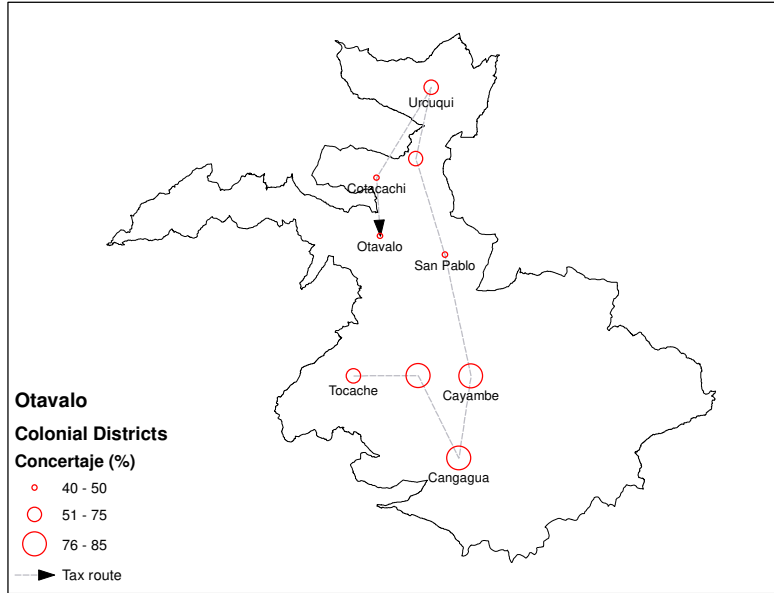 Urcuqui
Cotacachi
Otavalo
San Pablo
Tocache
Cayambe
Cangagua
Otavalo
Colonial Districts
Concertaje (%)
40 - 50
51 - 75
76 - 85
Tax route